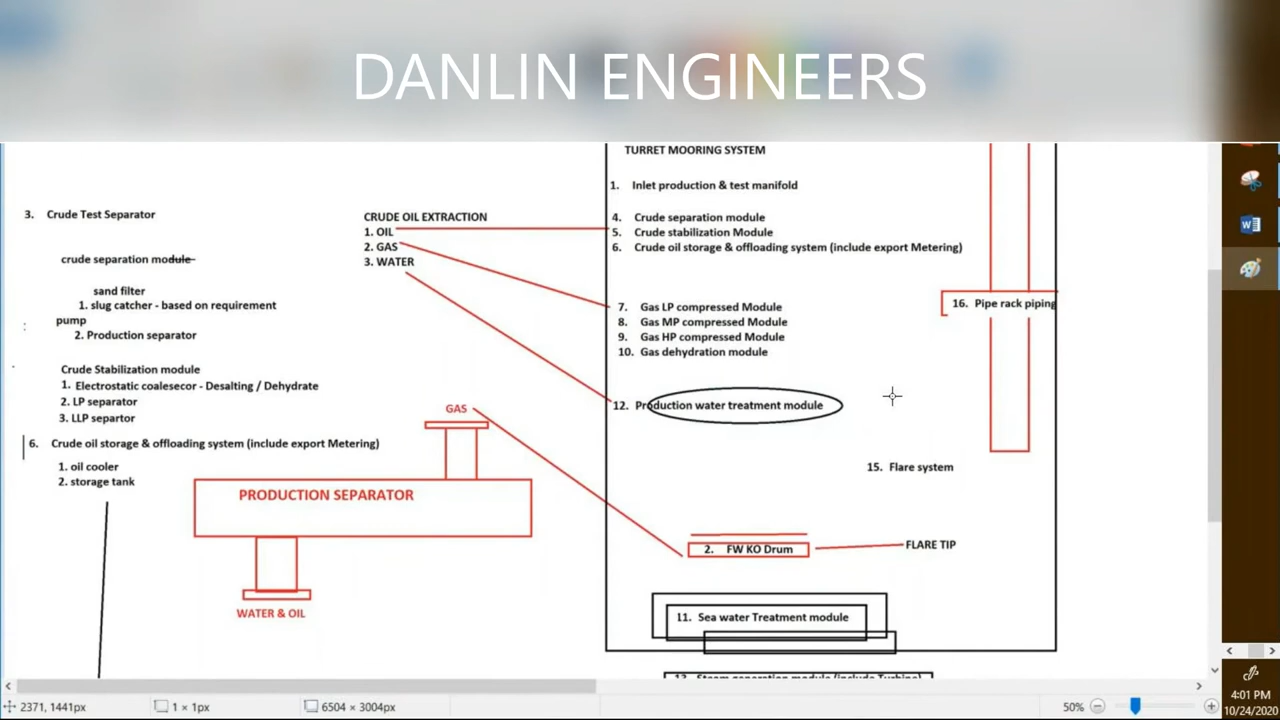 DANLIN ENGINEERS
TURRET MOORING SYSTEM
1. Inlet production & test manifold
3. Crude Test Separator
crude separation module
sand filter
1. slug catcher - based on requirement
pump
2. Production separator
Crude Stabilization module
1. Electrostatic coalesecor - Desalting / Dehydrate
2. LP separator
3. LLP separtor
6. Crude oil storage & offloading system (include export Metering)
1. oil cooler
2. storage tank
CRUDE OIL EXTRACTION
1. OIL
2. GAS
3. WATER
4. Crude separation module
5. Crude stabilization Module
6. Crude oil storage & offloading system (include export Metering)
7. Gas LP compressed Module
8. Gas MP compressed Module
9. Gas HP compressed Module
10. Gas dehydration module
16. Pipe rack piping
12. Production water treatment module
GAS
15. Flare system
PRODUCTION SEPARATOR
2. FW KO Drum
FLARE TIP
WATER & OIL
11. Sea water Treatment module
13. Steam generation module (include Turbine)
2371, 1441px
1 × 1px
6504 × 3004px
50%
4:01 PM
10/24/2020